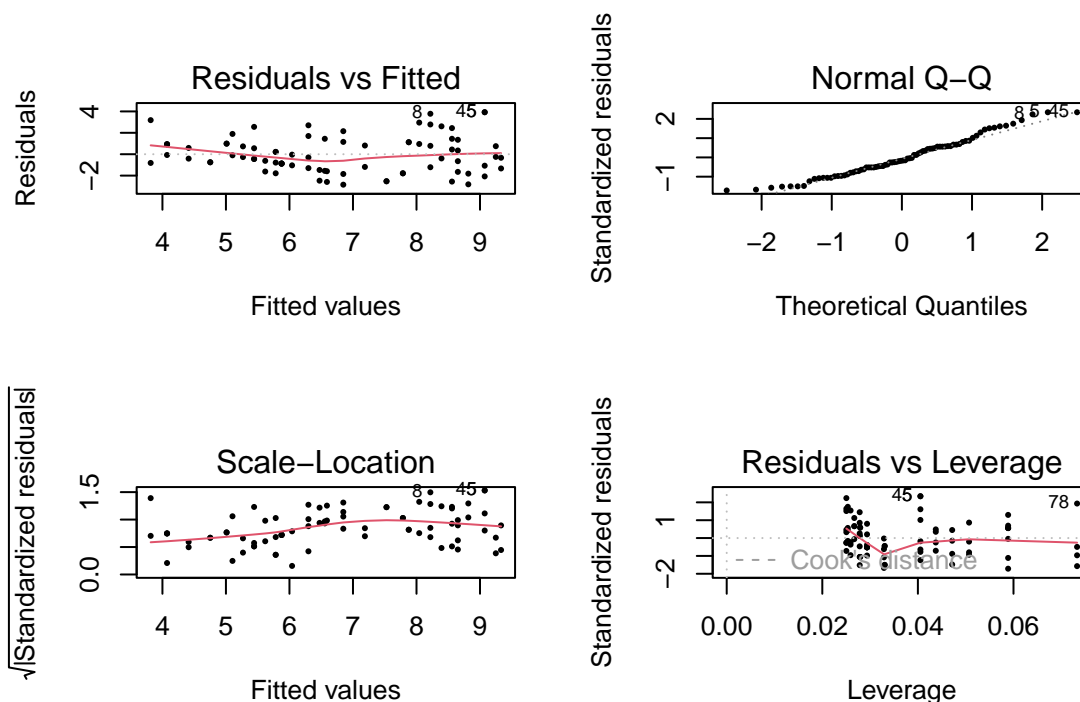 Residuals vs Fitted
Residuals
4
−2
8
45
4 5 6 7 8 9
Fitted values
Normal Q−Q
Standardized residuals
2
−1
8 5 45
−2 −1 0 1 2
Theoretical Quantiles
Scale−Location
√|Standardized residuals|
1.5
0.0
8
45
4 5 6 7 8 9
Fitted values
Residuals vs Leverage
Standardized residuals
1
−2
45
78
Cook's distance
0.00 0.02 0.04 0.06
Leverage